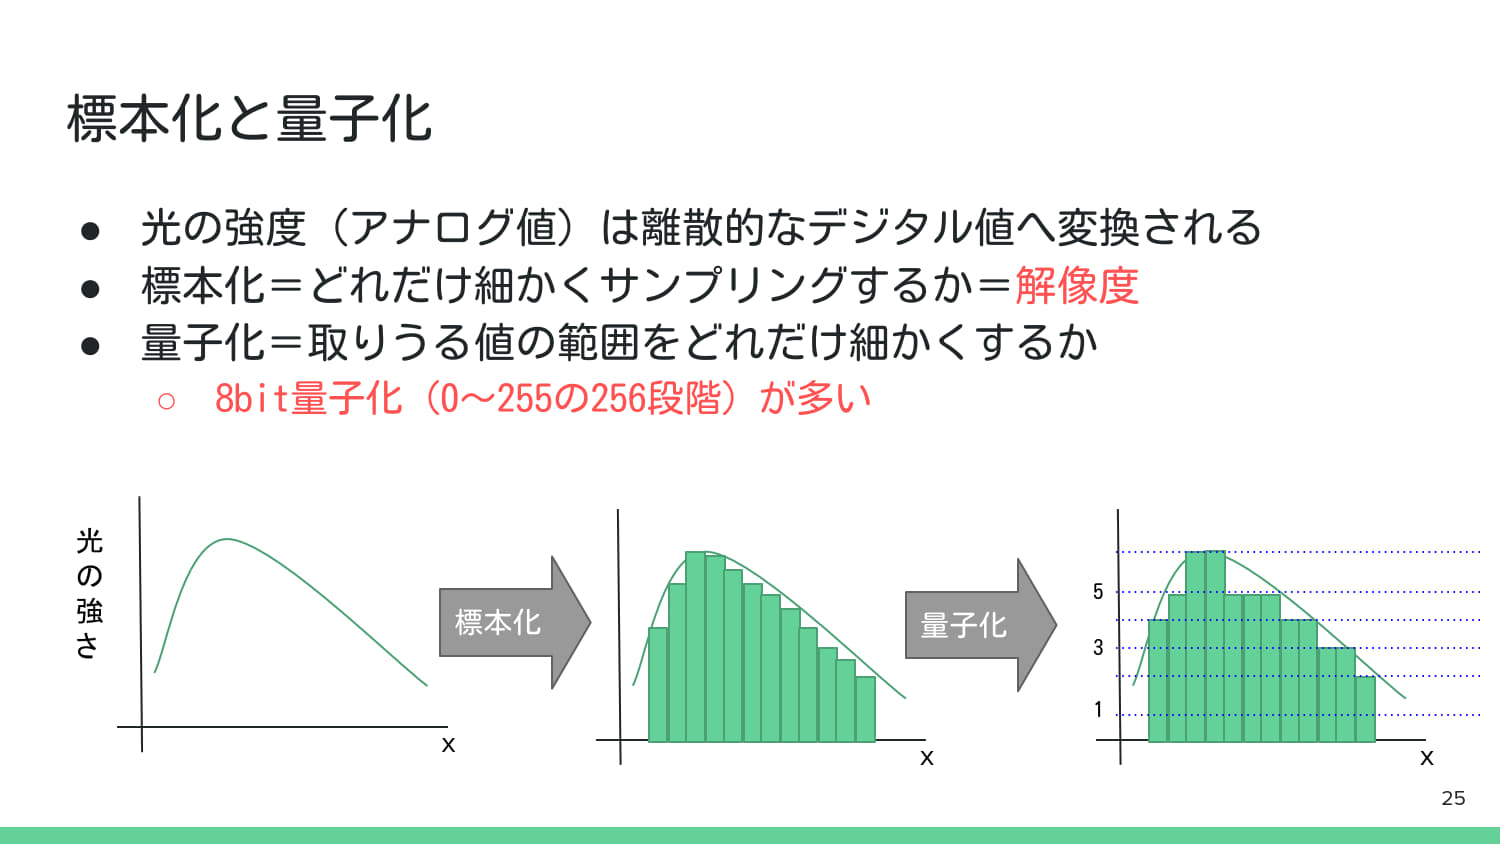 標本化と量子化
● 光の強度（アナログ値）は離散的なデジタル値へ変換される
● 標本化＝どれだけ細かくサンプリングするか＝解像度
● 量子化＝取りうる値の範囲をどれだけ細かくするか
○ 8bit量子化（0〜255の256段階）が多い
光の強さ
x
標本化
x
量子化
5
3
1
x
25